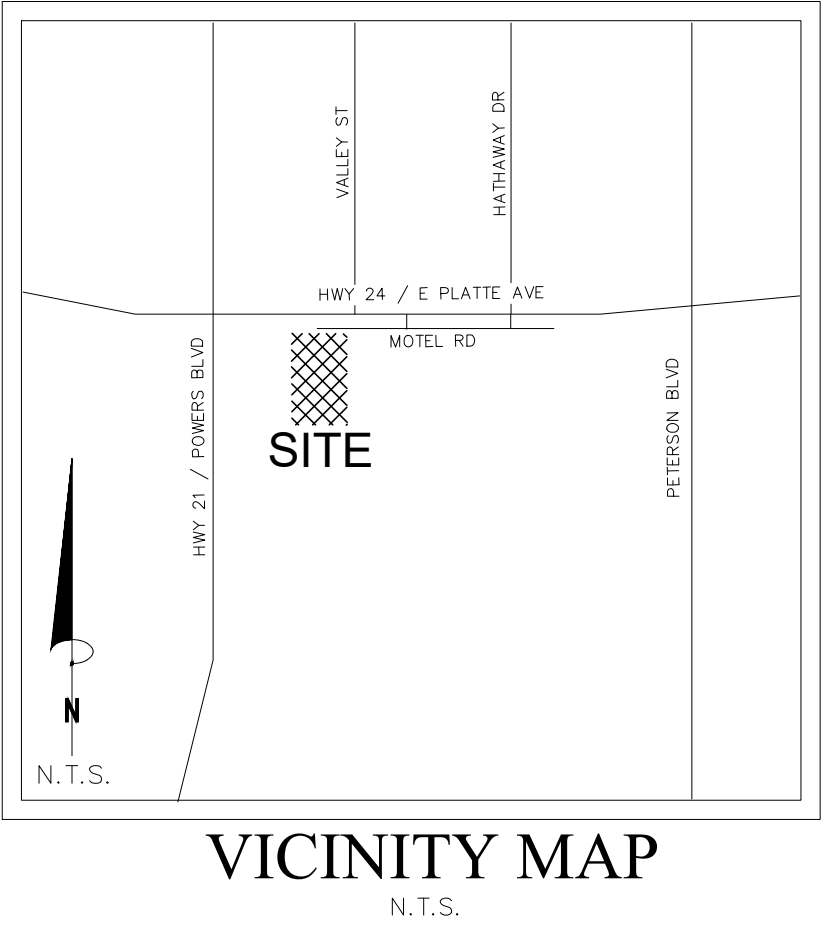 VALLEY ST
HATHAWAY DR
HWY 24 / E PLATTE AVE
MOTEL RD
HWY 21 / POWERS BLVD
PETERSON BLVD
SITE
N
N.T.S.
VICINITY MAP
N.T.S.